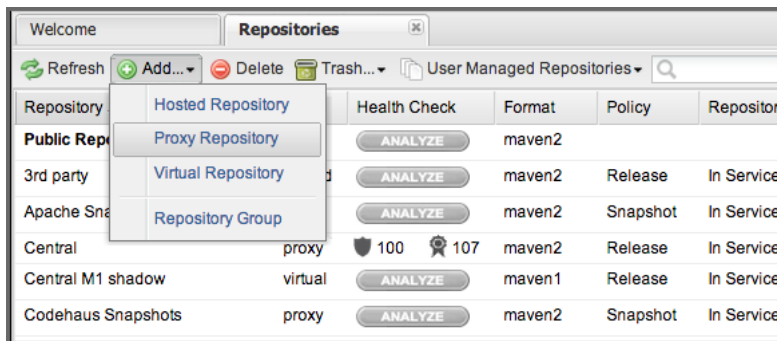 Welcome Repositories
Refresh Add... Delete Trash... User Managed Repositories
Repository Health Check Format Policy
Hosted Repository
Proxy Repository
Virtual Repository
Repository Group
Public ANALYZE maven2
3rd party ANALYZE maven2 Release In Service
Apache ANALYZE maven2 Snapshot In Service
Central proxy 100 107 maven2 Release In Service
Central M1 shadow virtual ANALYZE maven1 Release In Service
Codehaus Snapshots proxy ANALYZE maven2 Snapshot In Service